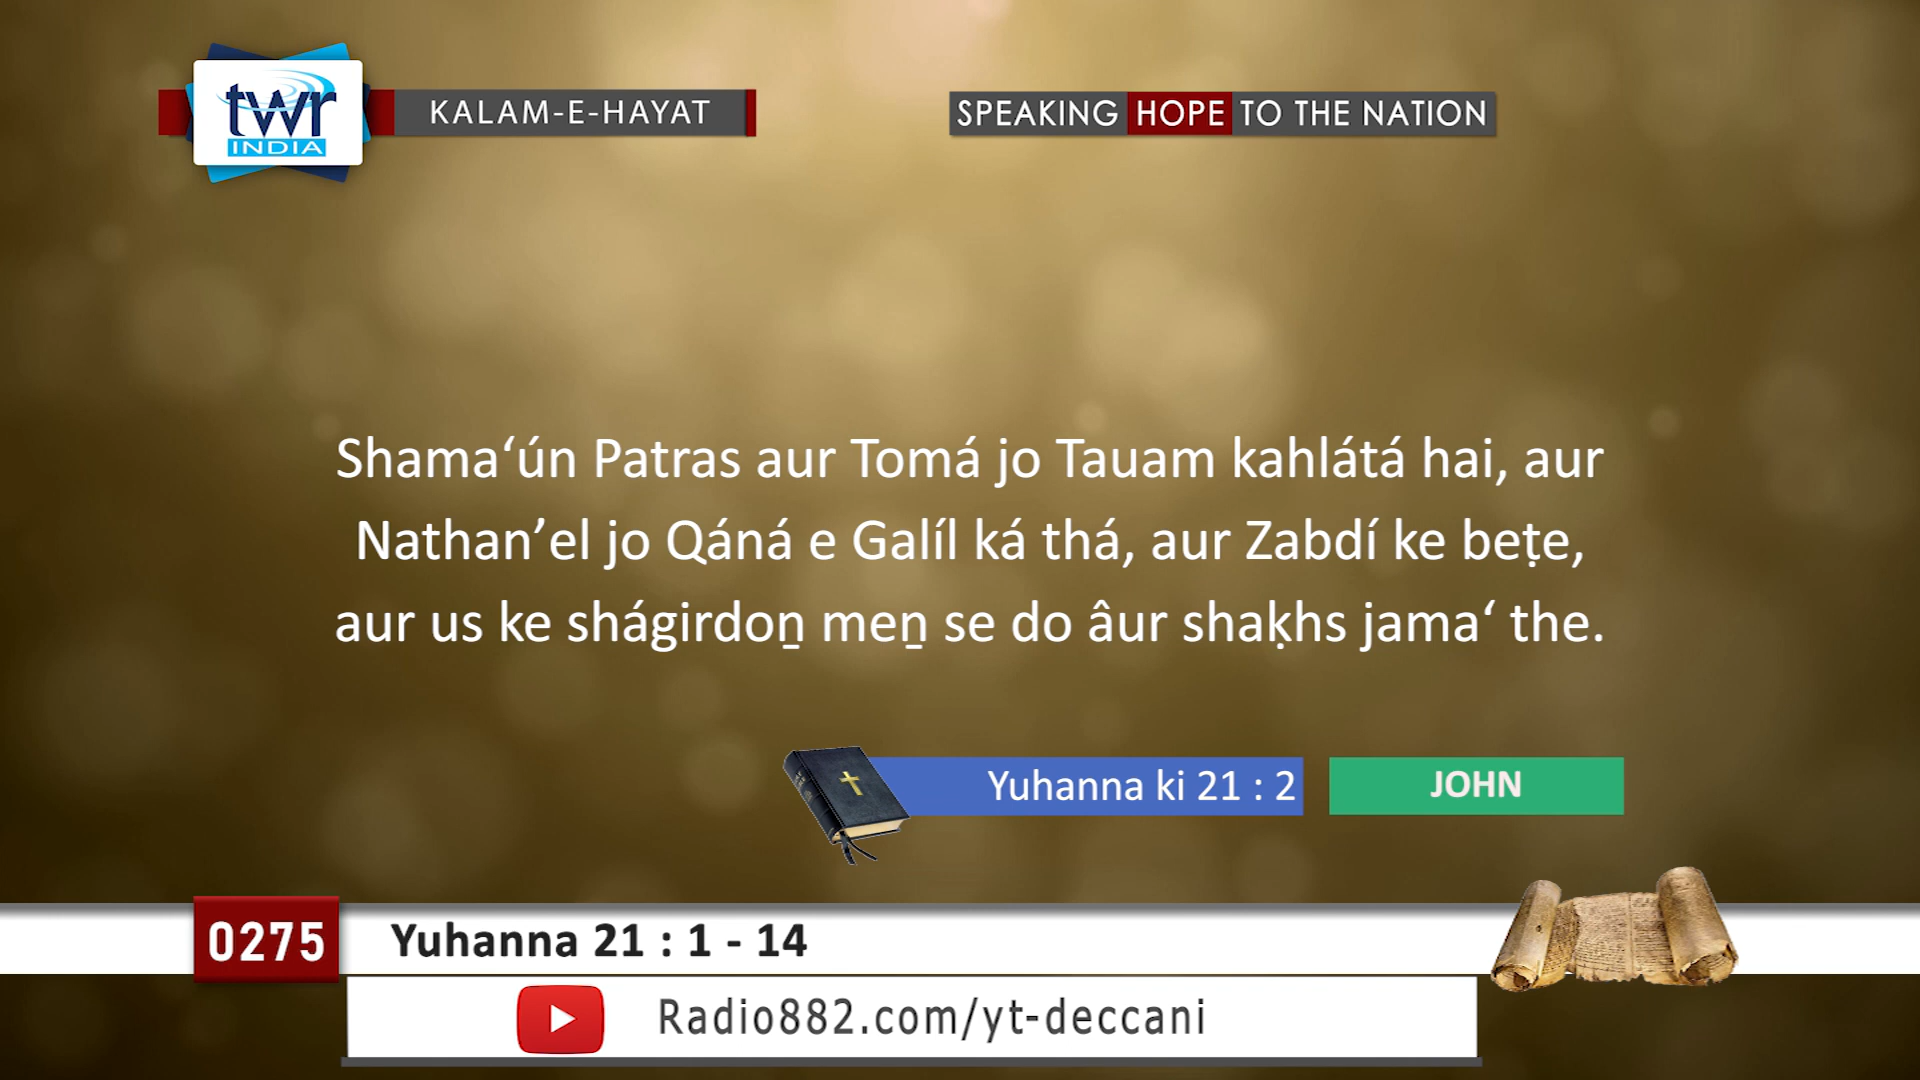 twr
INDIA
KALAM-E-HAYAT
SPEAKING HOPE TO THE NATION
Shama‘ún Patras aur Tomá jo Tauam kahlátá hai, aur
Nathan’el jo Qáná e Galíl ká thá, aur Zabdí ke beṭe,
aur us ke shágirdoṉ meṉ se do âur shaḳhs jama‘ the.
Yuhanna ki 21 : 2
JOHN
0275
Yuhanna 21 : 1 - 14
Radio882.com/yt-deccani